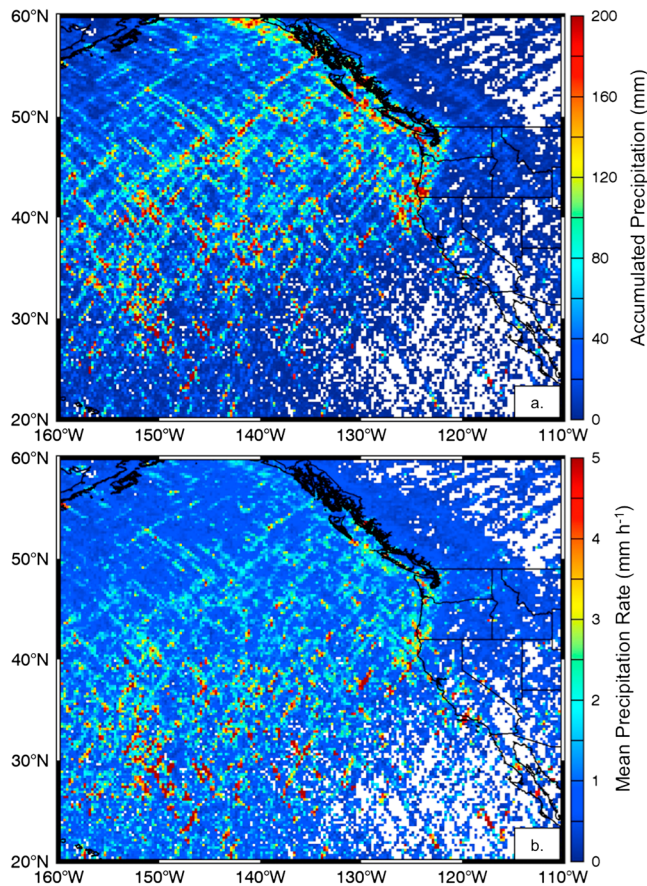 60°N
50°N
40°N
30°N
20°N
160°W
150°W
140°W
130°W
120°W
110°W
a.
200
160
120
80
40
0
Accumulated Precipitation (mm)
60°N
50°N
40°N
30°N
20°N
160°W
150°W
140°W
130°W
120°W
110°W
b.
5
4
3
2
1
0
Mean Precipitation Rate (mm h⁻¹)